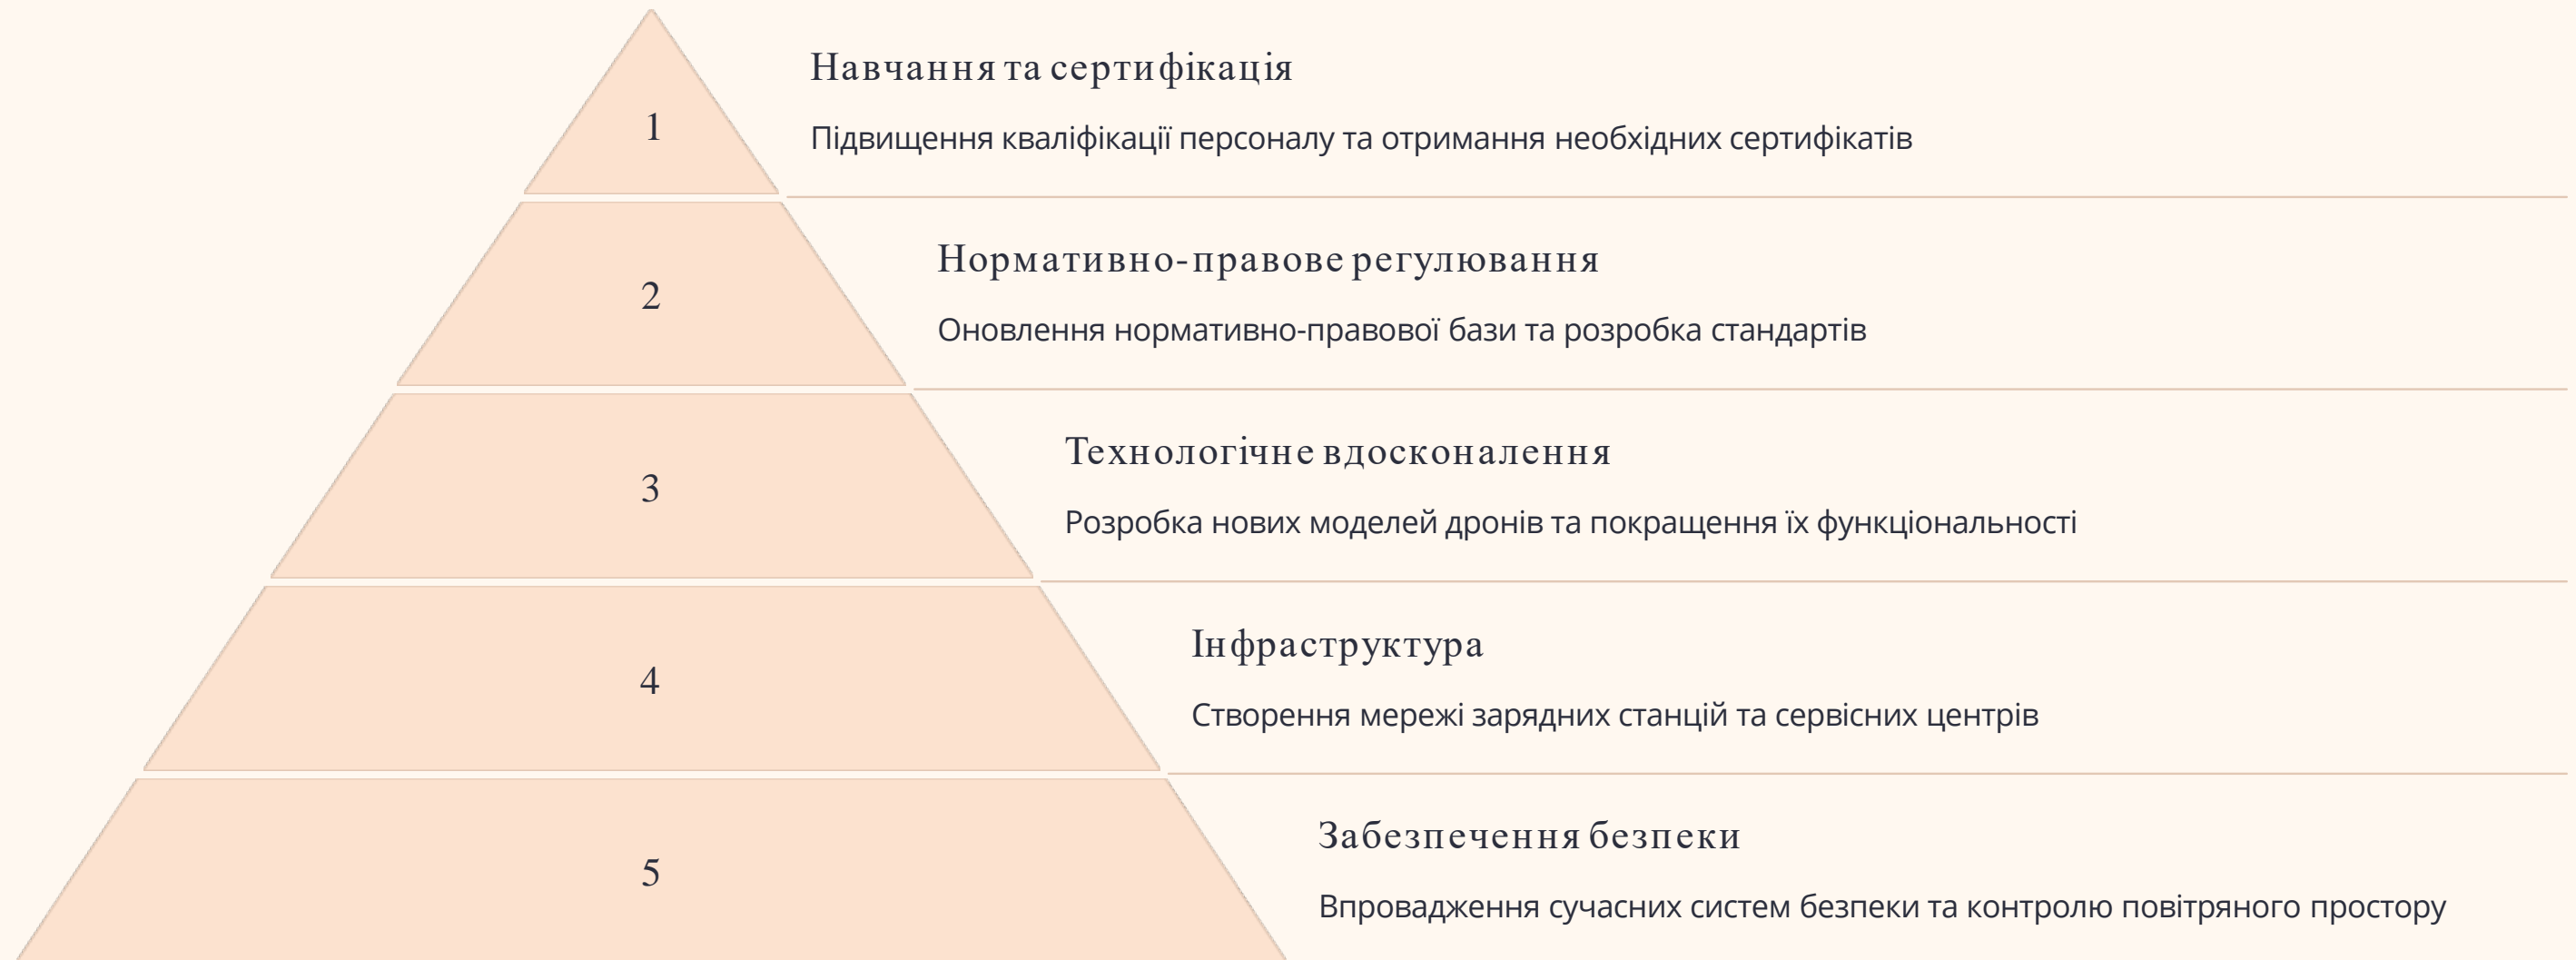 1
Навчання та сертифікація
Підвищення кваліфікації персоналу та отримання необхідних сертифікатів
2
Нормативно-правове регулювання
Оновлення нормативно-правової бази та розробка стандартів
3
Технологічне вдосконалення
Розробка нових моделей дронів та покращення їх функціональності
4
Інфраструктура
Створення мережі зарядних станцій та сервісних центрів
5
Забезпечення безпеки
Впровадження сучасних систем безпеки та контролю повітряного простору